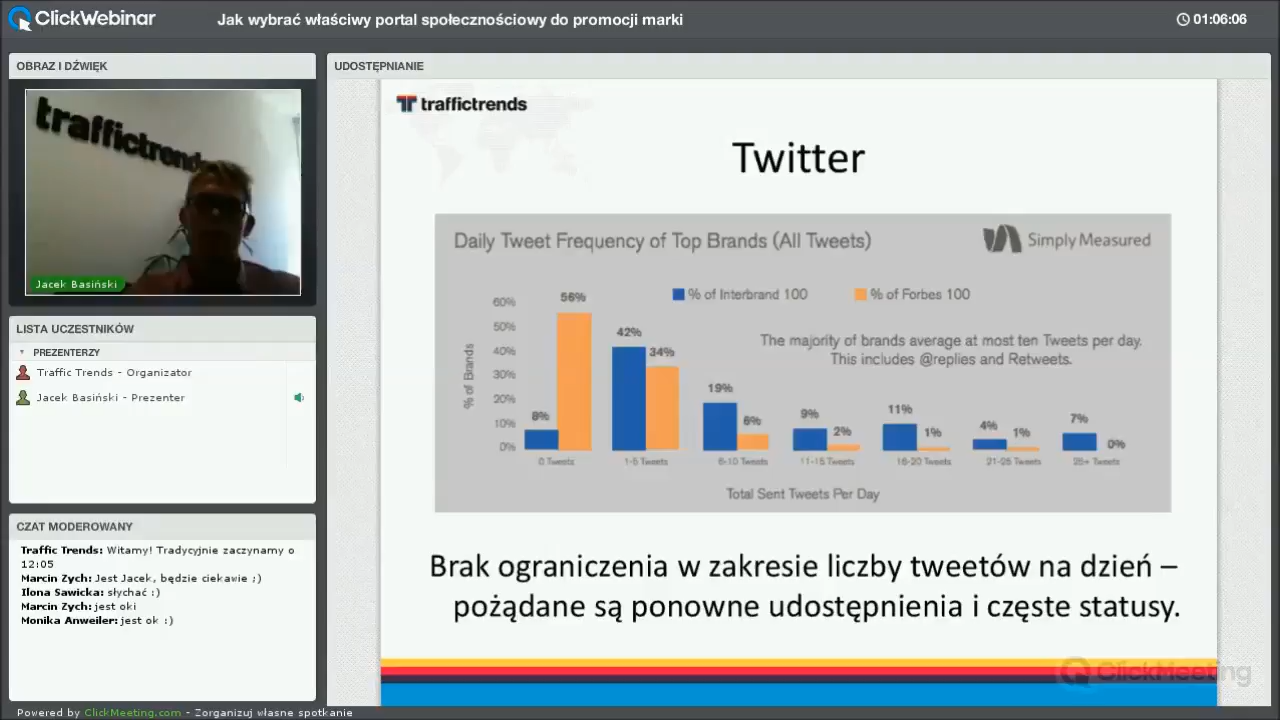 ClickWebinar
Jak wybrać właściwy portal społecznościowy do promocji marki
01:06:06
OBRAZ I DŹWIĘK
traffictrends
Jacek Basiński
LISTA UCZESTNIKÓW
PREZENTERZY
Traffic Trends - Organizator
Jacek Basiński - Prezenter
CZAT MODEROWANY
Traffic Trends: Witamy! Tradycyjnie zaczynamy o
12:05
Marcin Zych: Jest Jacek, będzie ciekawie ;)
Ilona Sawicka: słychać :)
Marcin Zych: jest oki
Monika Anweiler: jest ok :)
UDOSTĘPNIANIE
traffictrends
Twitter
Daily Tweet Frequency of Top Brands (All Tweets)
Simply Measured
% of Interbrand 100
% of Forbes 100
The majority of brands average at most ten Tweets per day.
This includes @replies and Retweets.
% of Brands
60%
50%
40%
30%
20%
10%
0%
8%
56%
42%
34%
19%
6%
9%
2%
11%
1%
4%
1%
7%
0%
0 Tweets
1-5 Tweets
6-10 Tweets
11-15 Tweets
16-20 Tweets
21-25 Tweets
25+ Tweets
Total Sent Tweets Per Day
Brak ograniczenia w zakresie liczby tweetów na dzień –
pożądane są ponowne udostępnienia i częste statusy.
ClickMeeting
Powered by ClickMeeting.com - Zorganizuj własne spotkanie